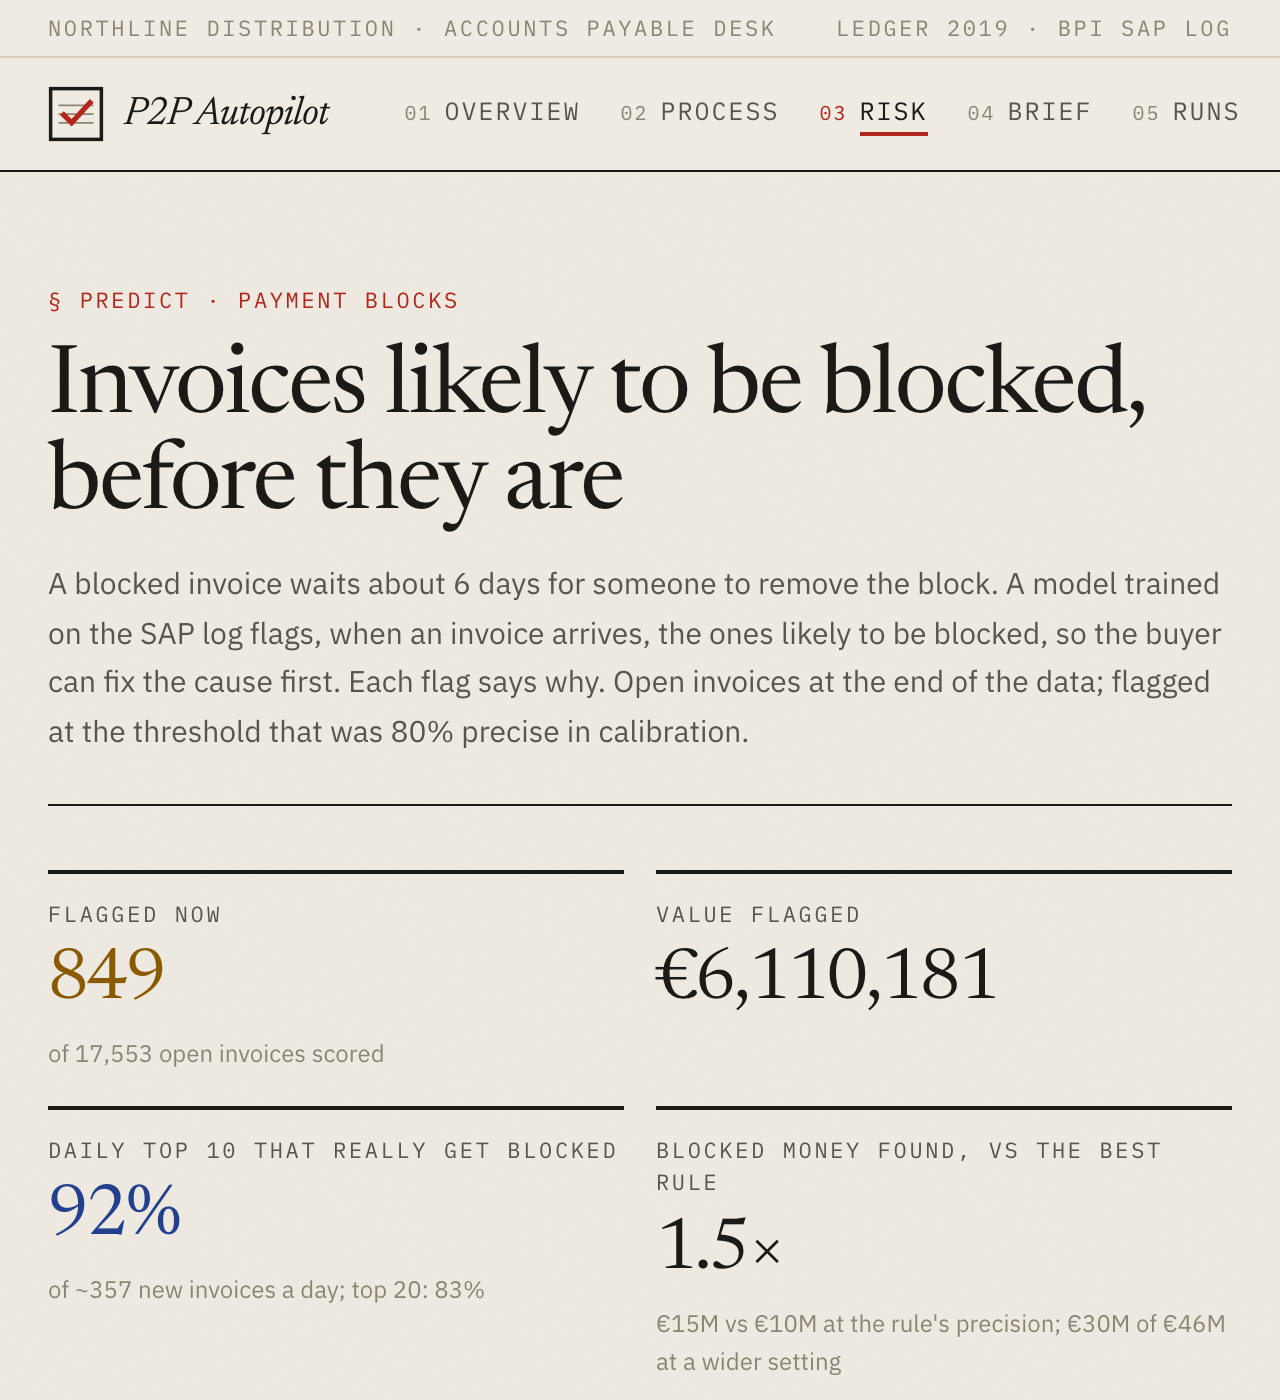 NORTHLINE DISTRIBUTION · ACCOUNTS PAYABLE DESK
LEDGER 2019 · BPI SAP LOG
P2P Autopilot
01 OVERVIEW
02 PROCESS
03 RISK
04 BRIEF
05 RUNS
§ PREDICT · PAYMENT BLOCKS
Invoices likely to be blocked,
before they are
A blocked invoice waits about 6 days for someone to remove the block. A model trained
on the SAP log flags, when an invoice arrives, the ones likely to be blocked, so the buyer
can fix the cause first. Each flag says why. Open invoices at the end of the data; flagged
at the threshold that was 80% precise in calibration.
FLAGGED NOW
849
of 17,553 open invoices scored
VALUE FLAGGED
€6,110,181
DAILY TOP 10 THAT REALLY GET BLOCKED
92%
of ~357 new invoices a day; top 20: 83%
BLOCKED MONEY FOUND, VS THE BEST
RULE
1.5×
€15M vs €10M at the rule's precision; €30M of €46M
at a wider setting